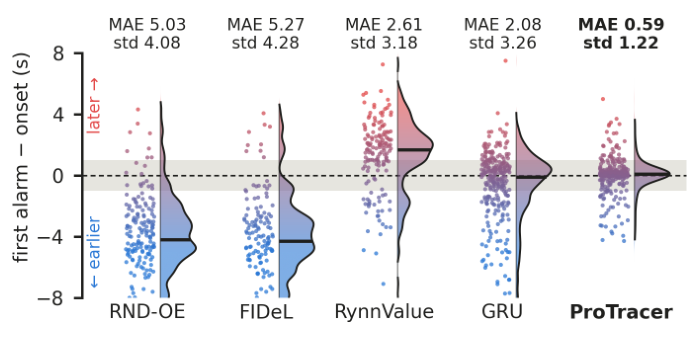 MAE 5.03 MAE 5.27 MAE 2.61 MAE 2.08 MAE 0.59
std 4.08 std 4.28 std 3.18 std 3.26 std 1.22
first alarm − onset (s)
8
4
0
−4
−8
later →
← earlier
RND-OE FIDeL RynnValue GRU ProTracer